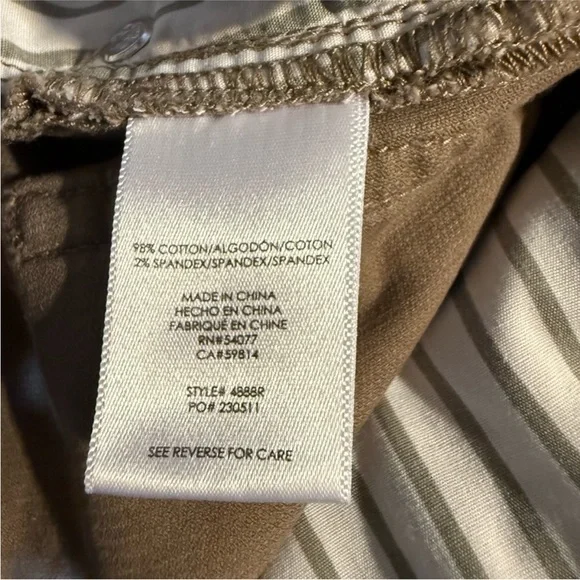 98% COTTON/ALGODÓN/COTON
2% SPANDEX/SPANDEX/SPANDEX
MADE IN CHINA
HECHO EN CHINA
FABRIQUÉ EN CHINE
RN#54077
CA#59814
STYLE# 4888R
PO# 230511
SEE REVERSE FOR CARE